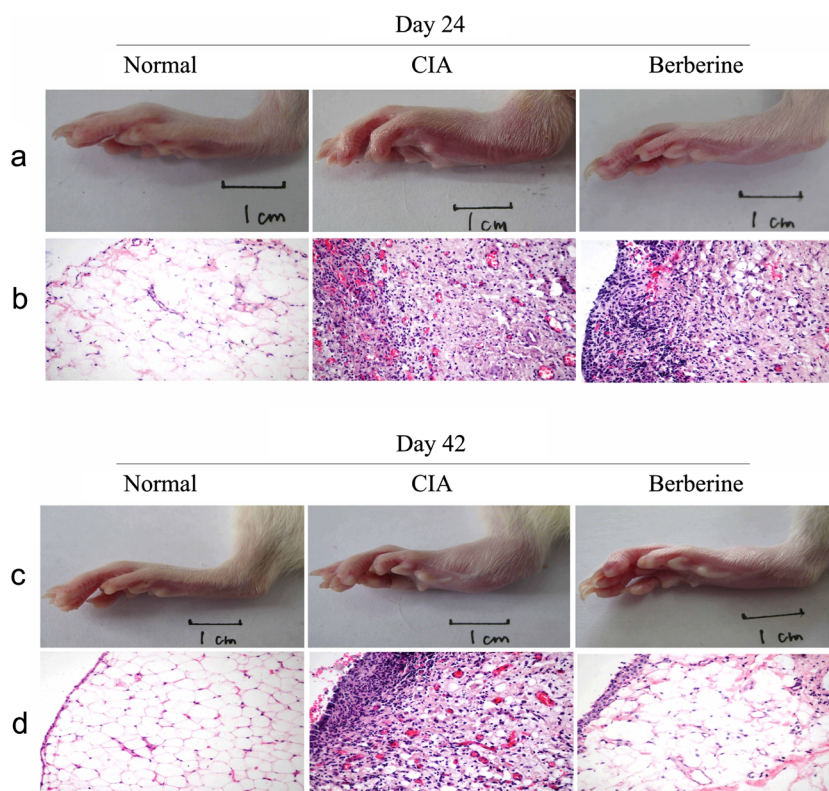 Day 24
Normal CIA Berberine
a
1 cm 1 cm 1 cm
b
Day 42
Normal CIA Berberine
c
1 cm 1 cm 1 cm
d